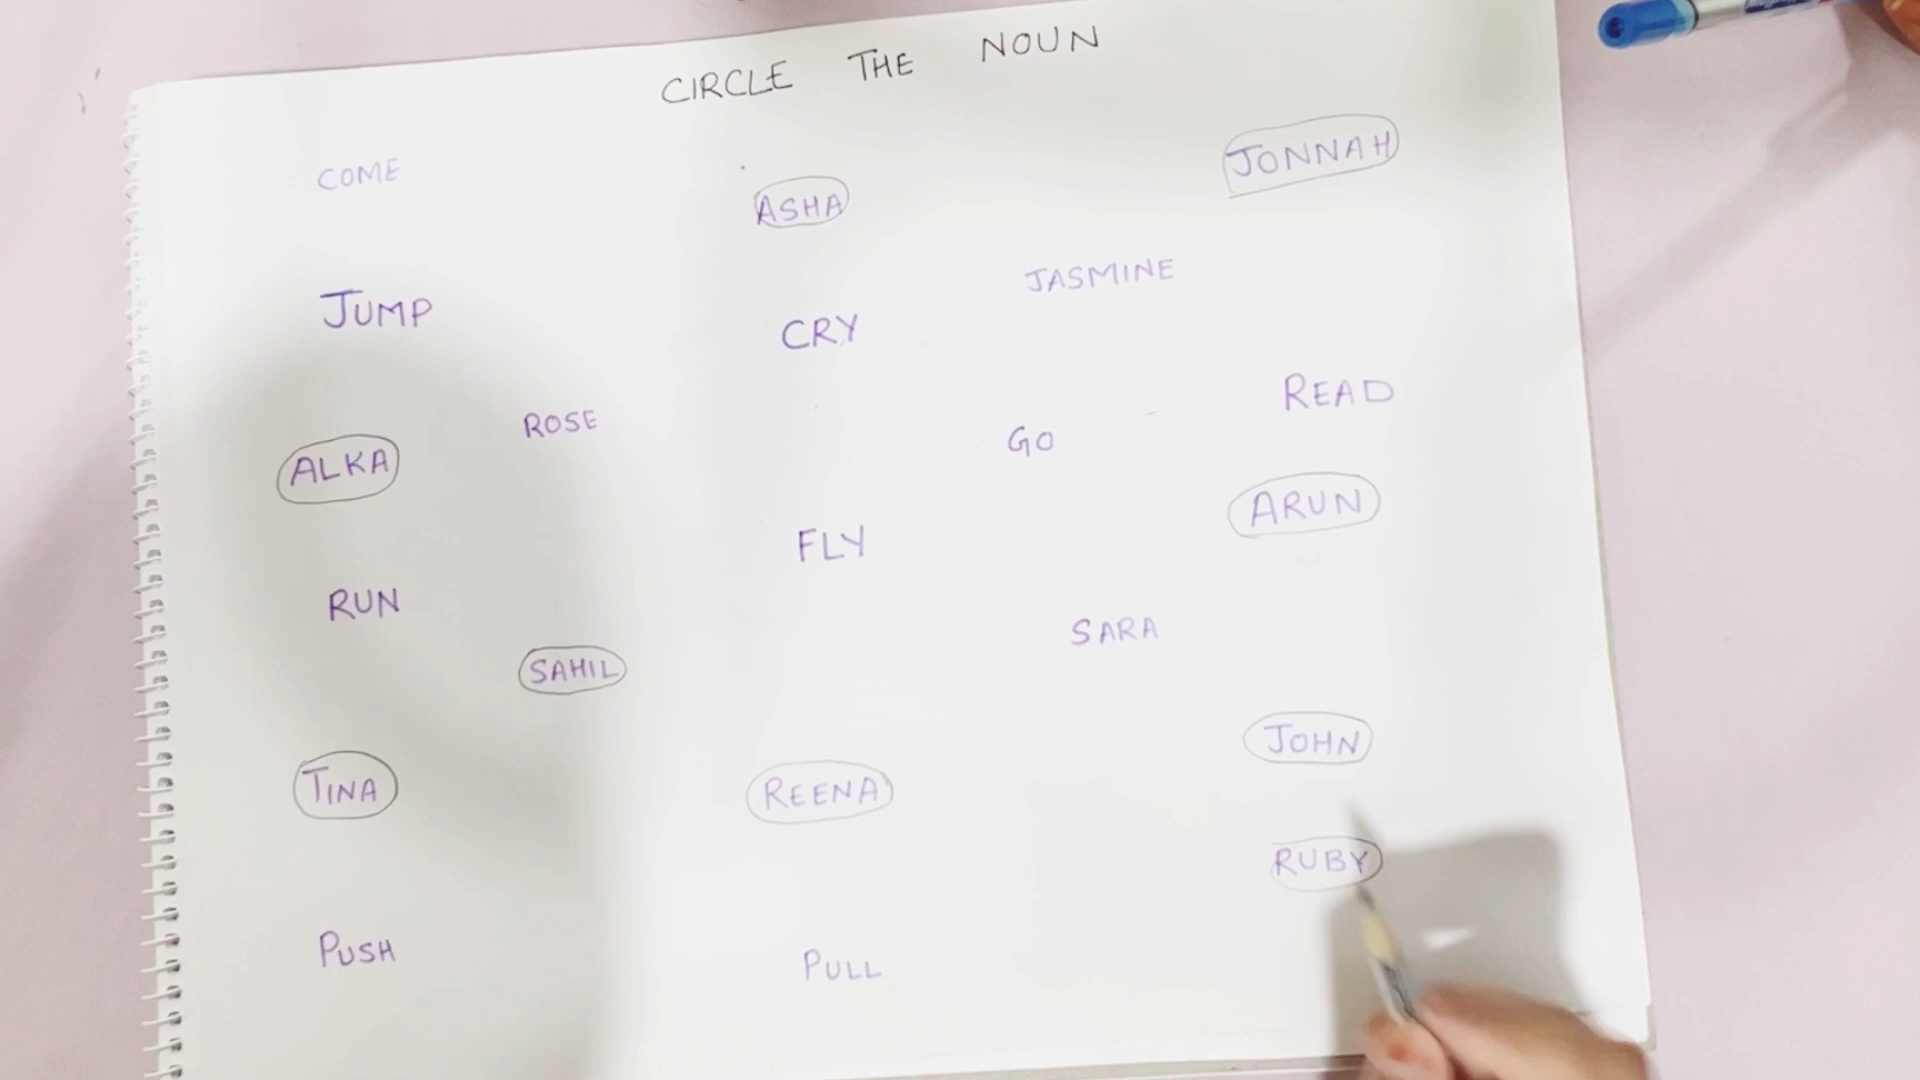 CIRCLE THE NOUN
COME
ASHA
JONNAH
JUMP
CRY
JASMINE
ROSE
ALKA
GO
READ
ARUN
RUN
FLY
SARA
SAHIL
TINA
REENA
JOHN
RUBY
PUSH
PULL